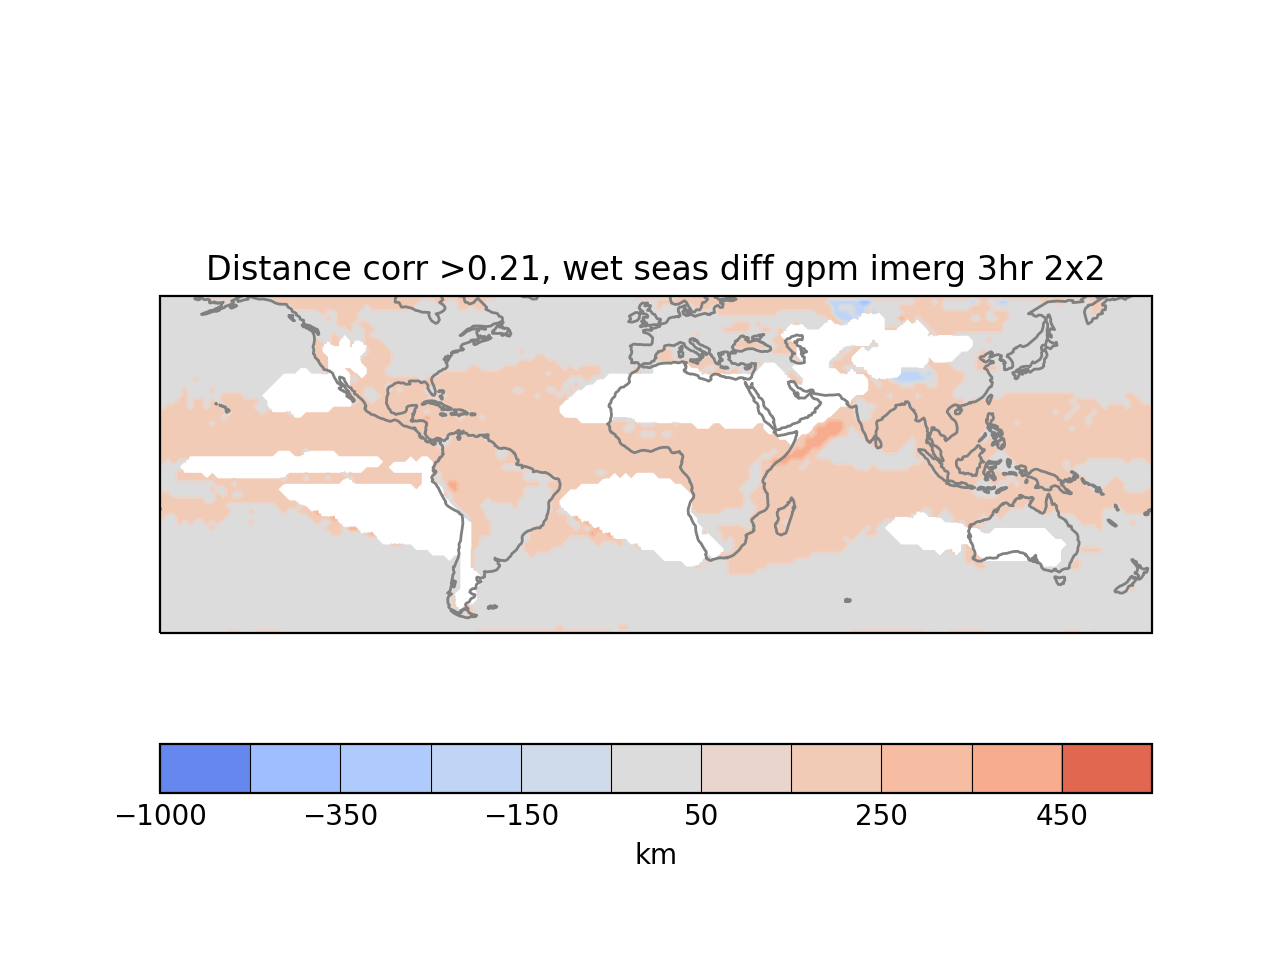 Distance corr >0.21, wet seas diff gpm imerg 3hr 2x2
−1000 −350 −150 50 250 450
km